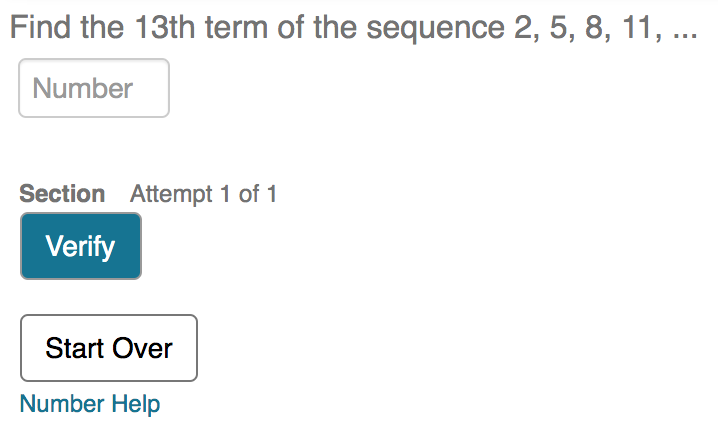 Find the 13th term of the sequence 2, 5, 8, 11, ...
Number
Section Attempt 1 of 1
Verify
Start Over
Number Help